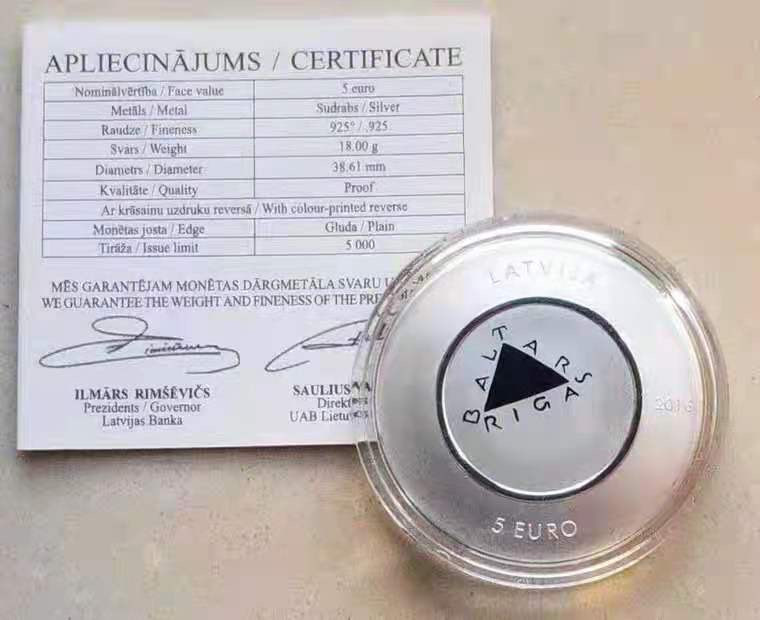 APLIECINĀJUMS / CERTIFICATE
Nominālvērtība / Face value 5 euro
Metāls / Metal Sudrabs / Silver
Raudze / Fineness 925° / .925
Svars / Weight 18.00 g
Diametrs / Diameter 38.61 mm
Kvalitāte / Quality Proof
Ar krāsainu uzdruku reversā / With colour-printed reverse
Monētas josta / Edge Gluda / Plain
Tirāža / Issue limit 5 000
MĒS GARANTĒJAM MONĒTAS DĀRGMETĀLA SVARU
WE GUARANTEE THE WEIGHT AND FINENESS OF THE
ILMĀRS RIMŠĒVIČS
Prezidents / Governor
Latvijas Banka
SAULIUS
UAB
LATVIJA
BALTARS
RIGA
5 EURO